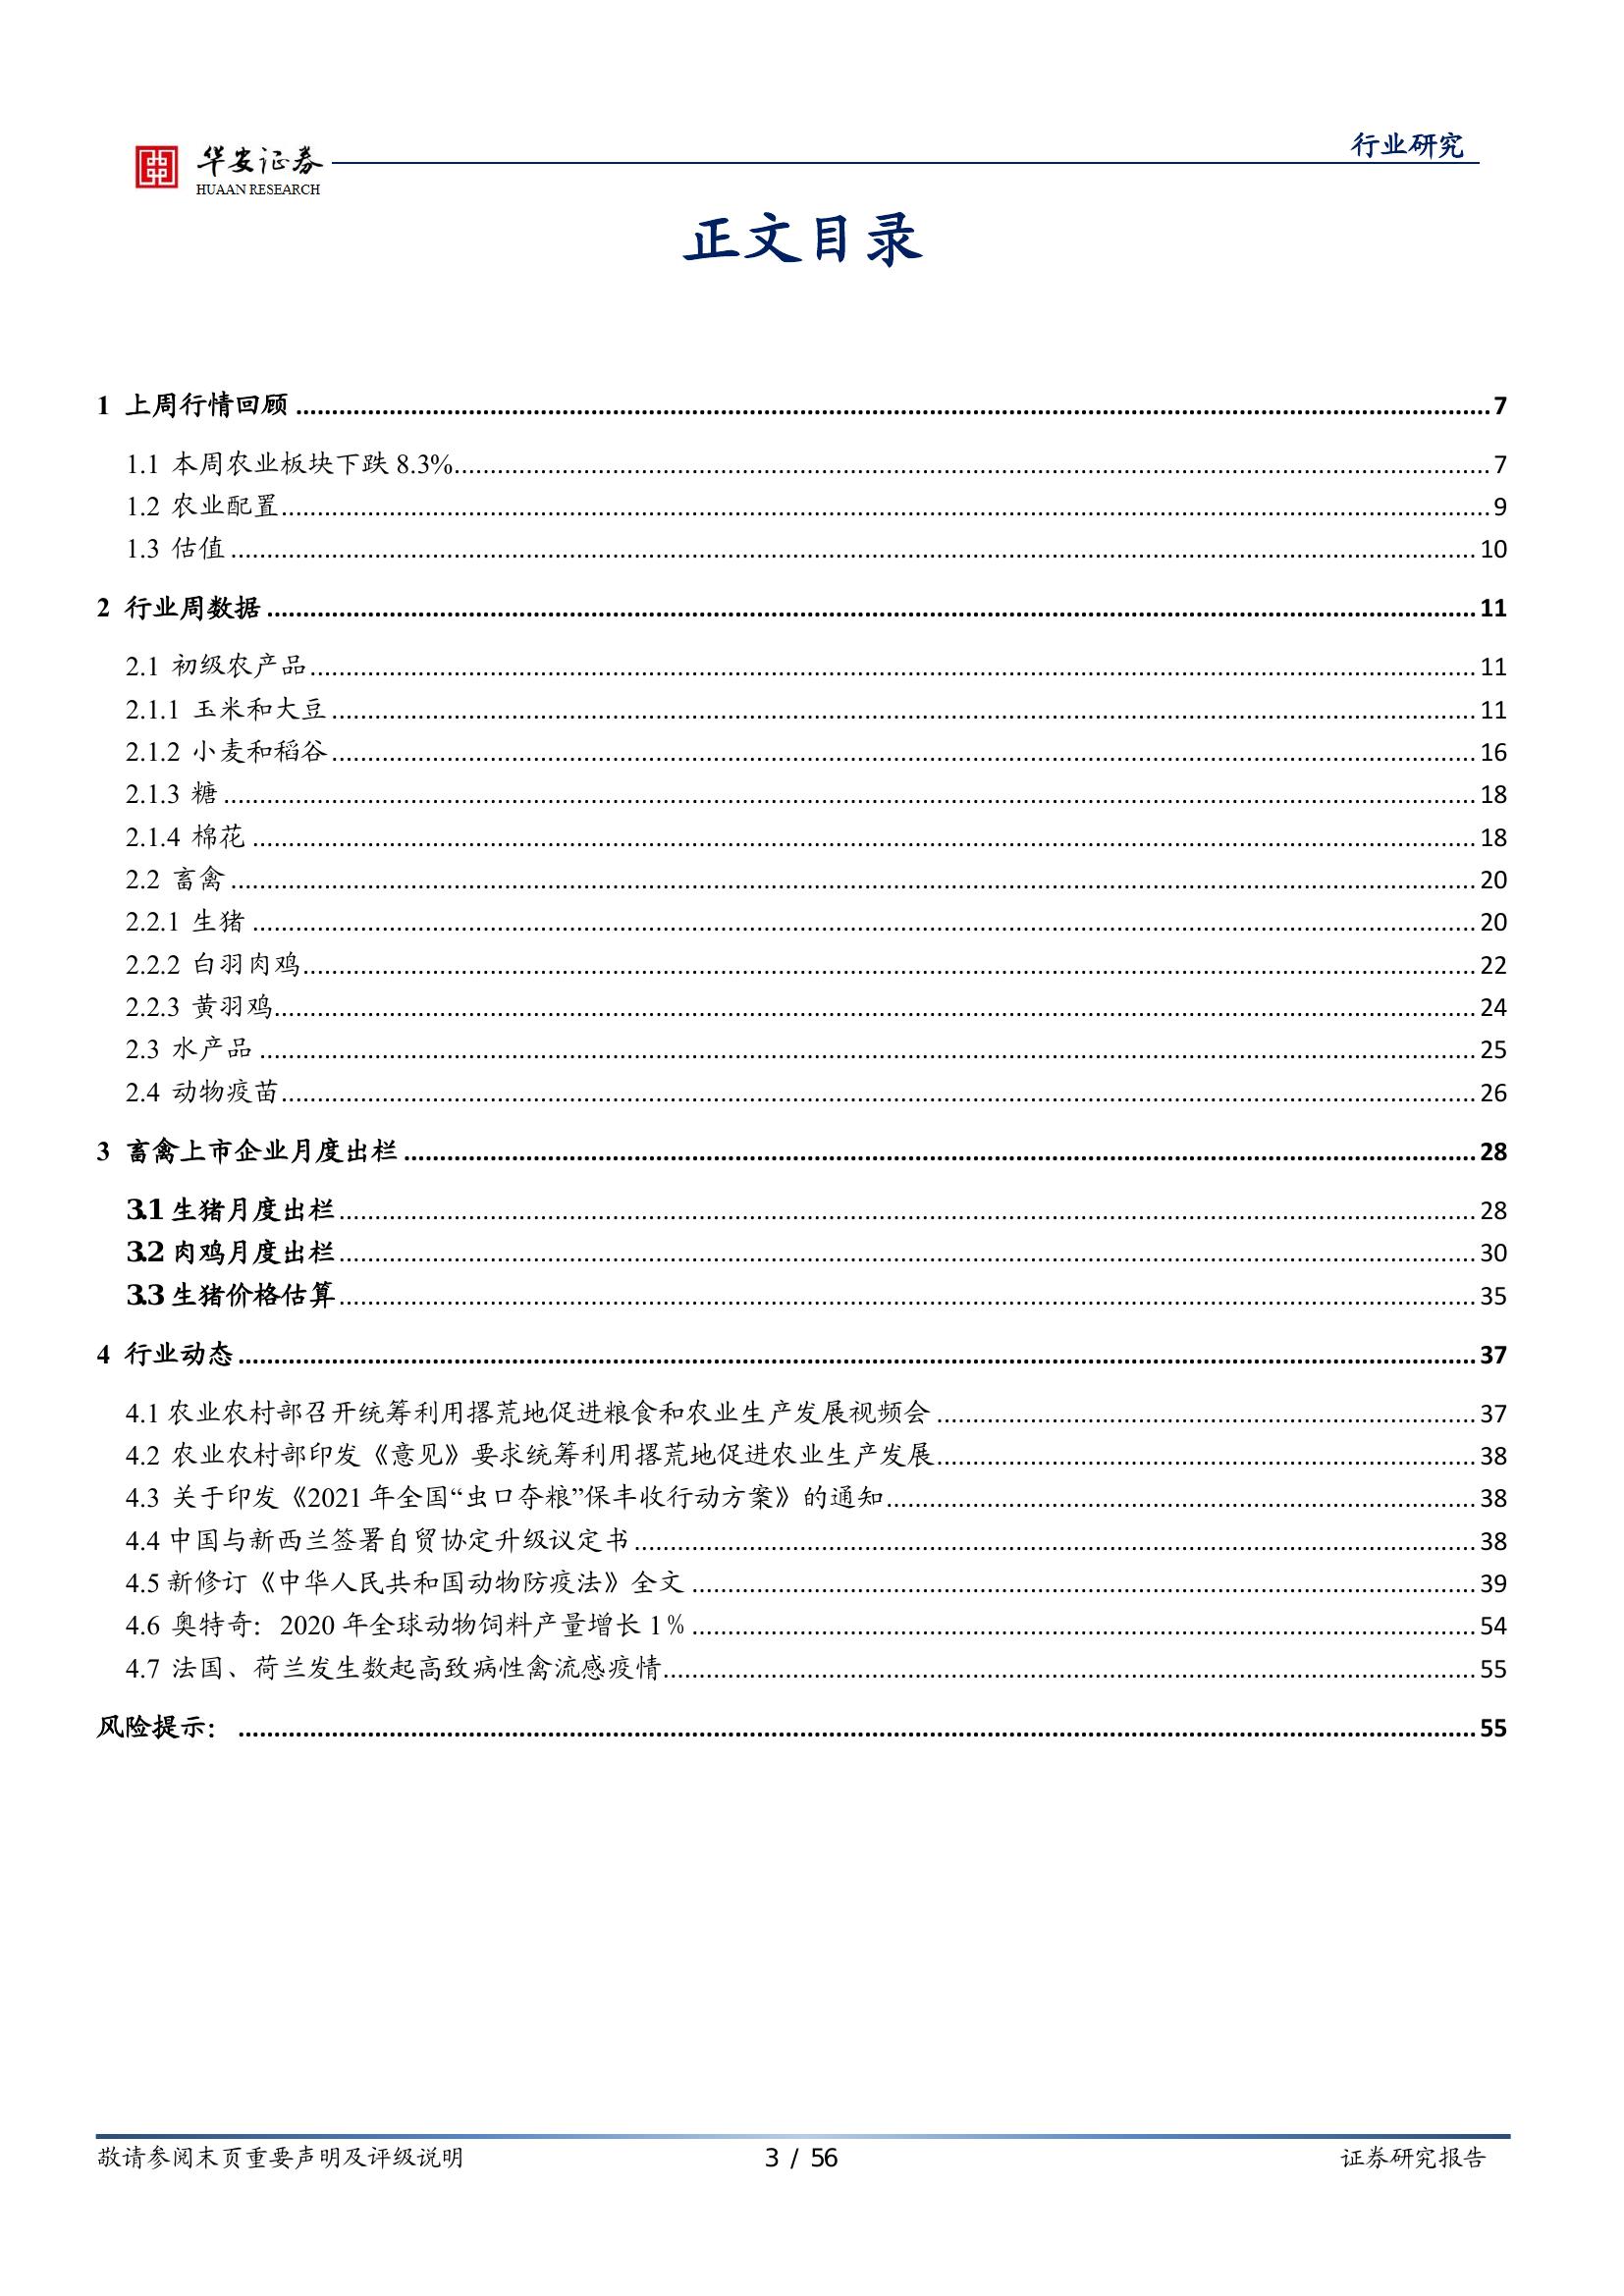 华安证券
HUAAN RESEARCH
行业研究
正文目录
1 上周行情回顾 7
1.1 本周农业板块下跌 8.3% 7
1.2 农业配置 9
1.3 估值 10
2 行业周数据 11
2.1 初级农产品 11
2.1.1 玉米和大豆 11
2.1.2 小麦和稻谷 16
2.1.3 糖 18
2.1.4 棉花 18
2.2 畜禽 20
2.2.1 生猪 20
2.2.2 白羽肉鸡 22
2.2.3 黄羽鸡 24
2.3 水产品 25
2.4 动物疫苗 26
3 畜禽上市企业月度出栏 28
3.1 生猪月度出栏 28
3.2 肉鸡月度出栏 30
3.3 生猪价格估算 35
4 行业动态 37
4.1 农业农村部召开统筹利用撂荒地促进粮食和农业生产发展视频会 37
4.2 农业农村部印发《意见》要求统筹利用撂荒地促进农业生产发展 38
4.3 关于印发《2021 年全国“虫口夺粮”保丰收行动方案》的通知 38
4.4 中国与新西兰签署自贸协定升级议定书 38
4.5 新修订《中华人民共和国动物防疫法》全文 39
4.6 奥特奇：2020 年全球动物饲料产量增长 1％ 54
4.7 法国、荷兰发生数起高致病性禽流感疫情 55
风险提示： 55
敬请参阅末页重要声明及评级说明 3 / 56 证券研究报告